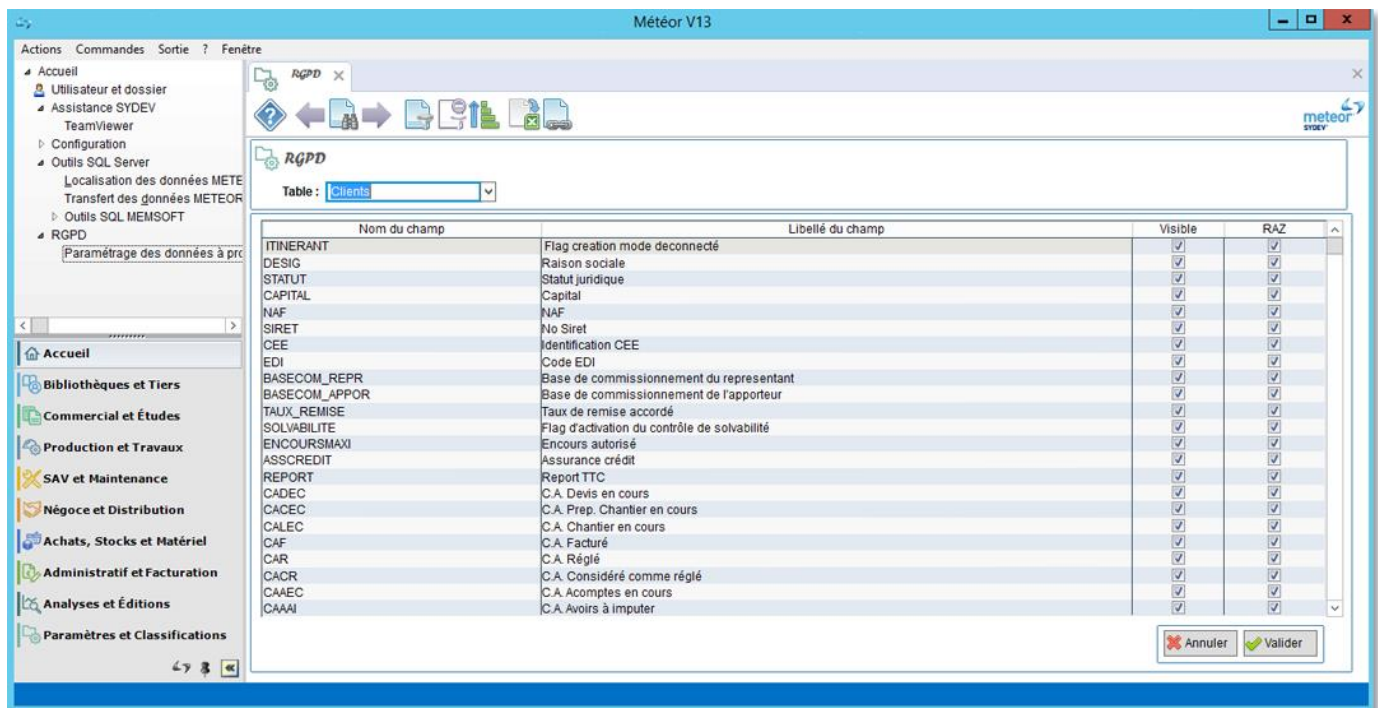 Météor V13
Actions Commandes Sortie ? Fenêtre
Accueil
Utilisateur et dossier
Assistance SYDEV
TeamViewer
Configuration
Outils SQL Server
Localisation des données METE
Transfert des données METEOR
Outils SQL MEMSOFT
RGPD
Paramétrage des données à pro
Accueil
Bibliothèques et Tiers
Commercial et Études
Production et Travaux
SAV et Maintenance
Négoce et Distribution
Achats, Stocks et Matériel
Administratif et Facturation
Analyses et Éditions
Paramètres et Classifications
RGPD
meteor
SYDEV
RGPD
Table : Clients
Nom du champ Libellé du champ Visible RAZ
ITINERANT Flag creation mode deconnecté
DESIG Raison sociale
STATUT Statut juridique
CAPITAL Capital
NAF NAF
SIRET No Siret
CEE Identification CEE
EDI Code EDI
BASECOM_REPR Base de commissionnement du representant
BASECOM_APPOR Base de commissionnement de l'apporteur
TAUX_REMISE Taux de remise accordé
SOLVABILITE Flag d'activation du contrôle de solvabilité
ENCOURSMAXI Encours autorisé
ASSCREDIT Assurance crédit
REPORT Report TTC
CADEC C.A. Devis en cours
CACEC C.A. Prep. Chantier en cours
CALEC C.A. Chantier en cours
CAF C.A. Facturé
CAR C.A. Réglé
CACR C.A. Considéré comme réglé
CAAEC C.A. Acomptes en cours
CAAAI C.A. Avoirs à imputer
Annuler Valider